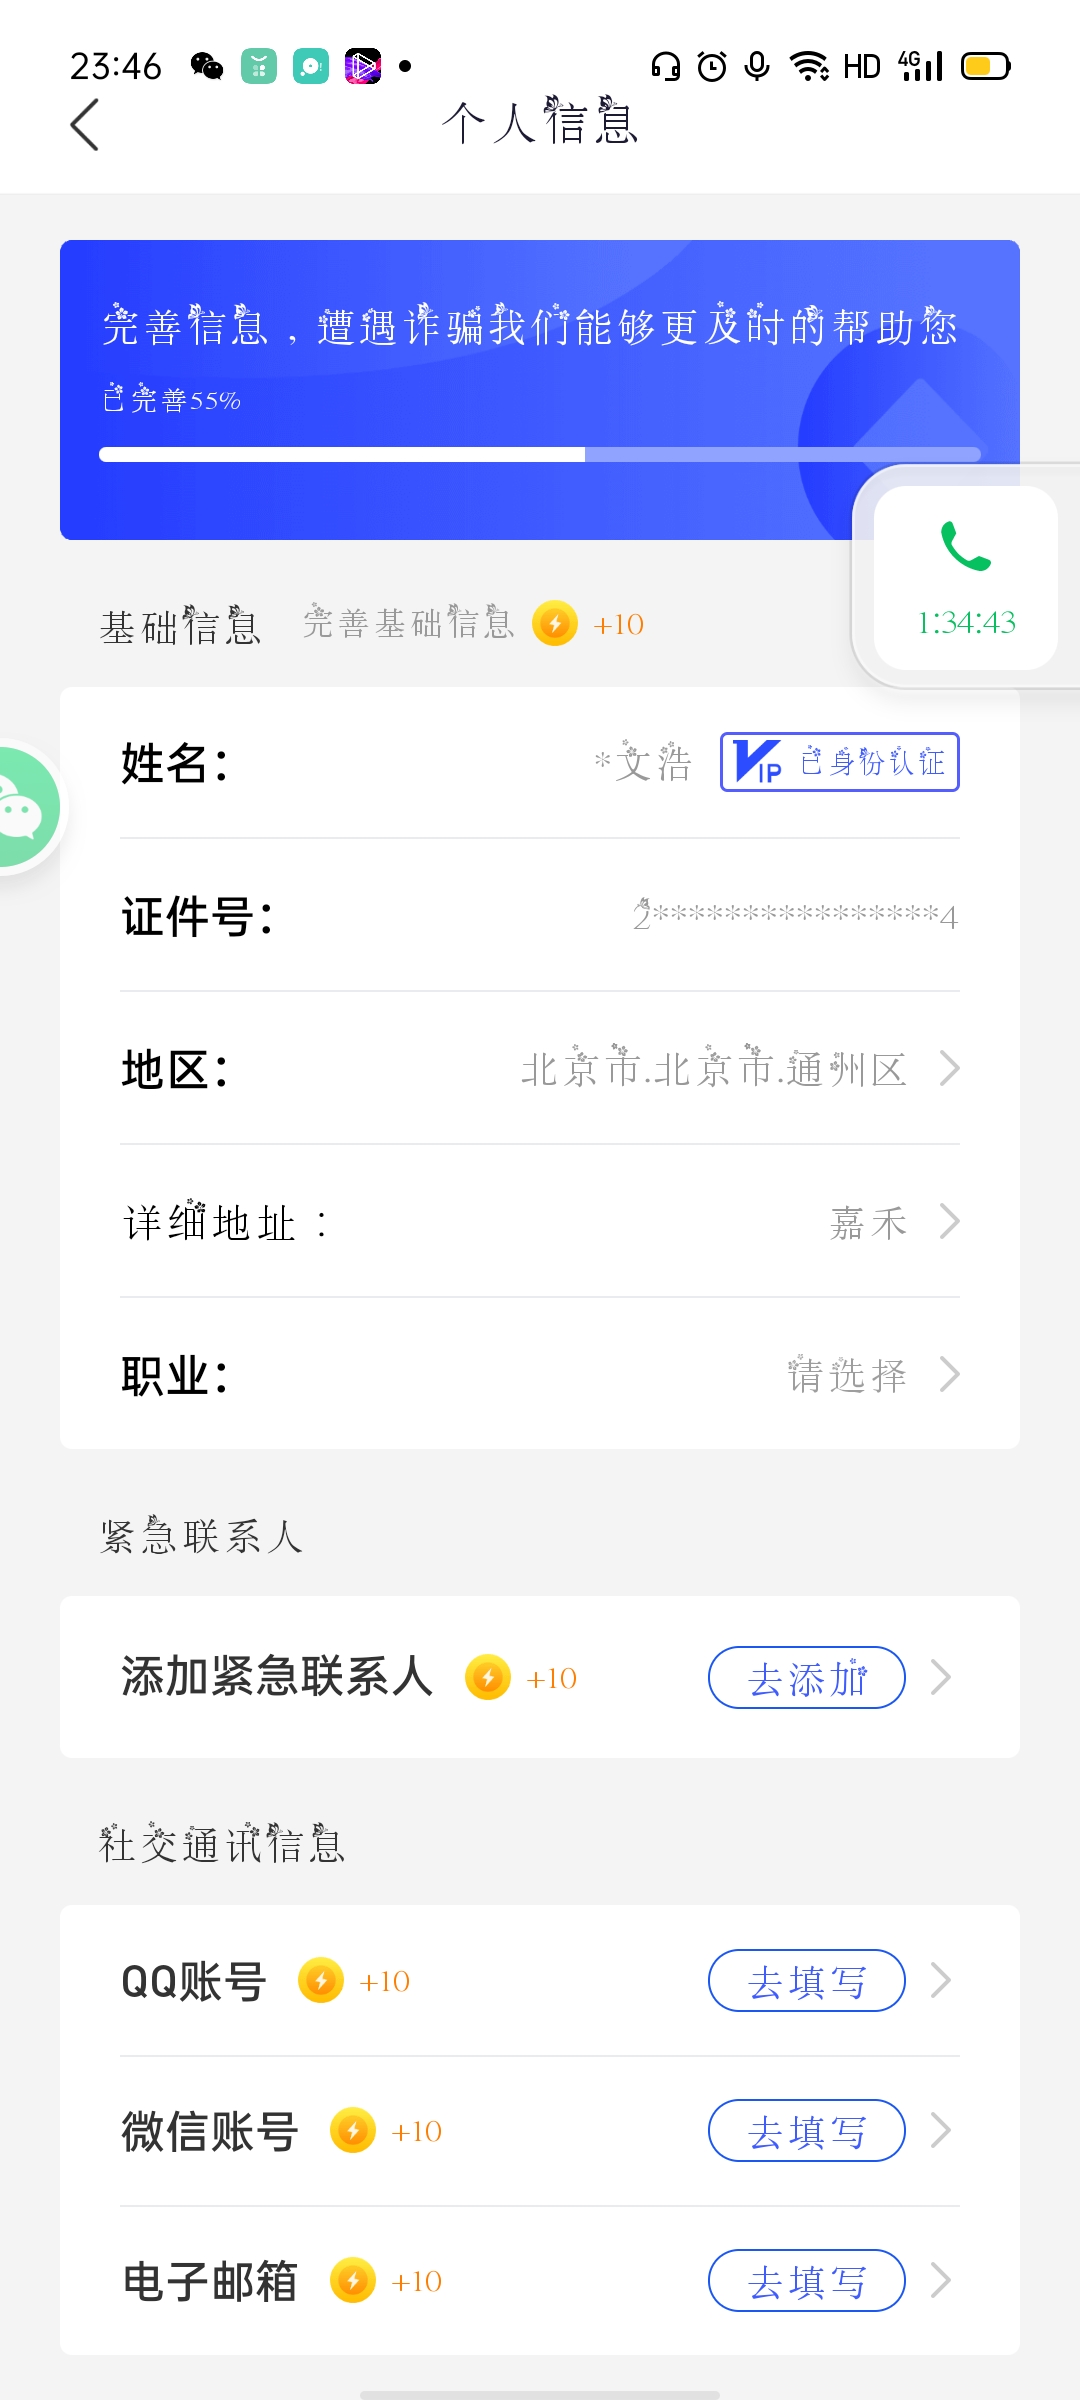 23:46 HD 4G
个人信息
完善信息，遭遇诈骗我们能够更及时的帮助您
已完善55%
1:34:43
基础信息 完善基础信息 +10
姓名： *文浩 VIP 已身份认证
证件号： 2****************4
地区： 北京市.北京市.通州区
详细地址： 嘉禾
职业： 请选择
紧急联系人
添加紧急联系人 +10 去添加
社交通讯信息
QQ账号 +10 去填写
微信账号 +10 去填写
电子邮箱 +10 去填写